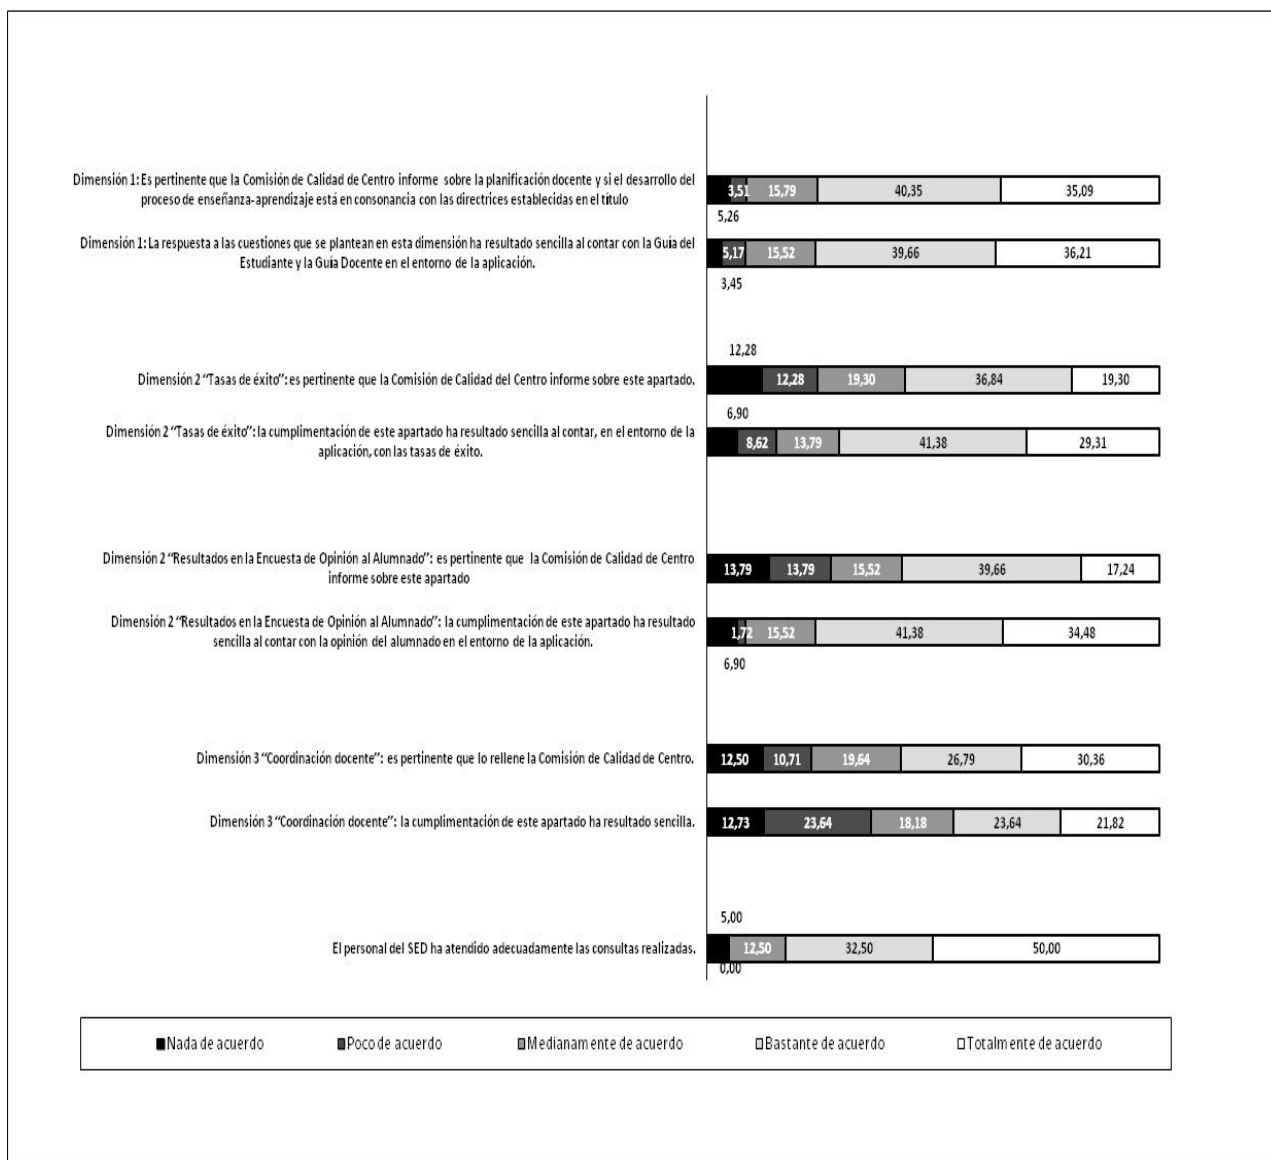 Dimensión 1: Es pertinente que la Comisión de Calidad de Centro informe sobre la planificación docente y si el desarrollo del
proceso de enseñanza-aprendizaje está en consonancia con las directrices establecidas en el título
3,51 15,79 40,35 35,09
5,26
Dimensión 1: La respuesta a las cuestiones que se plantean en esta dimensión ha resultado sencilla al contar con la Guía del
Estudiante y la Guía Docente en el entorno de la aplicación.
5,17 15,52 39,66 36,21
3,45
12,28
Dimensión 2 “Tasas de éxito”: es pertinente que la Comisión de Calidad del Centro informe sobre este apartado.
12,28 19,30 36,84 19,30
6,90
Dimensión 2 “Tasas de éxito”: la cumplimentación de este apartado ha resultado sencilla al contar, en el entorno de la
aplicación, con las tasas de éxito.
8,62 13,79 41,38 29,31
Dimensión 2 “Resultados en la Encuesta de Opinión al Alumnado”: es pertinente que la Comisión de Calidad de Centro
informe sobre este apartado
13,79 13,79 15,52 39,66 17,24
Dimensión 2 “Resultados en la Encuesta de Opinión al Alumnado”: la cumplimentación de este apartado ha resultado
sencilla al contar con la opinión del alumnado en el entorno de la aplicación.
1,72 15,52 41,38 34,48
6,90
Dimensión 3 “Coordinación docente”: es pertinente que lo rellene la Comisión de Calidad de Centro.
12,50 10,71 19,64 26,79 30,36
Dimensión 3 “Coordinación docente”: la cumplimentación de este apartado ha resultado sencilla.
12,73 23,64 18,18 23,64 21,82
5,00
El personal del SED ha atendido adecuadamente las consultas realizadas.
12,50 32,50 50,00
0,00
Nada de acuerdo Poco de acuerdo Medianamente de acuerdo Bastante de acuerdo Totalmente de acuerdo